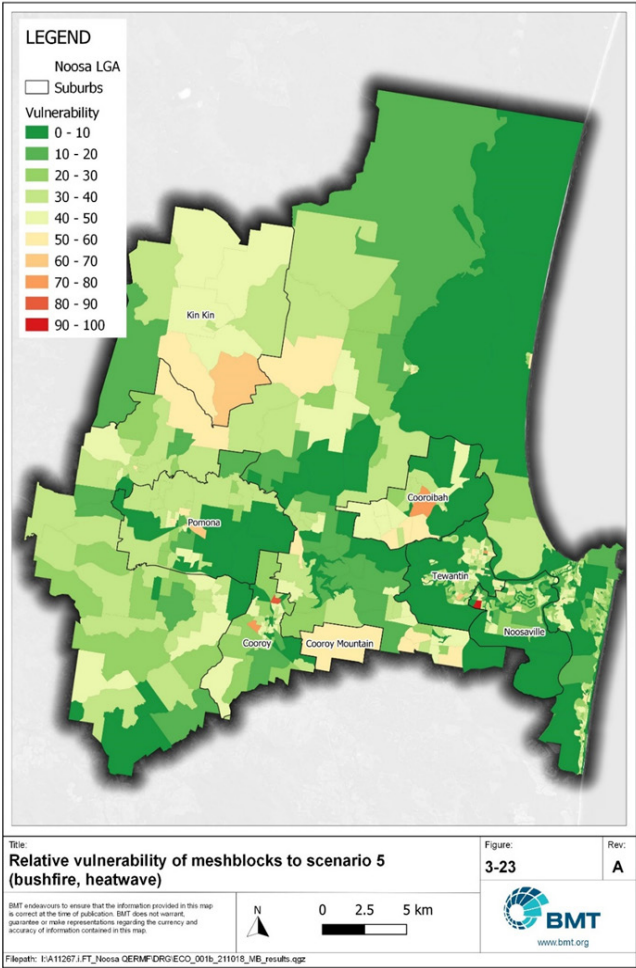 LEGEND
Noosa LGA
Suburbs
Vulnerability
0 - 10
10 - 20
20 - 30
30 - 40
40 - 50
50 - 60
60 - 70
70 - 80
80 - 90
90 - 100
Kin Kin
Cooroibah
Pomona
Tewantin
Noosaville
Cooroy
Cooroy Mountain
Title:
Relative vulnerability of meshblocks to scenario 5
(bushfire, heatwave)
Figure:
3-23
Rev:
A
BMT endeavours to ensure that the information provided in this map
is correct at the time of publication. BMT does not warrant,
guarantee or make representations regarding the currency and
accuracy of information contained in this map.
N
0 2.5 5 km
BMT
www.bmt.org
Filepath: I:\A11267.i.FT_Noosa QERMF\DRG\ECO_001b_211018_MB_results.qgz